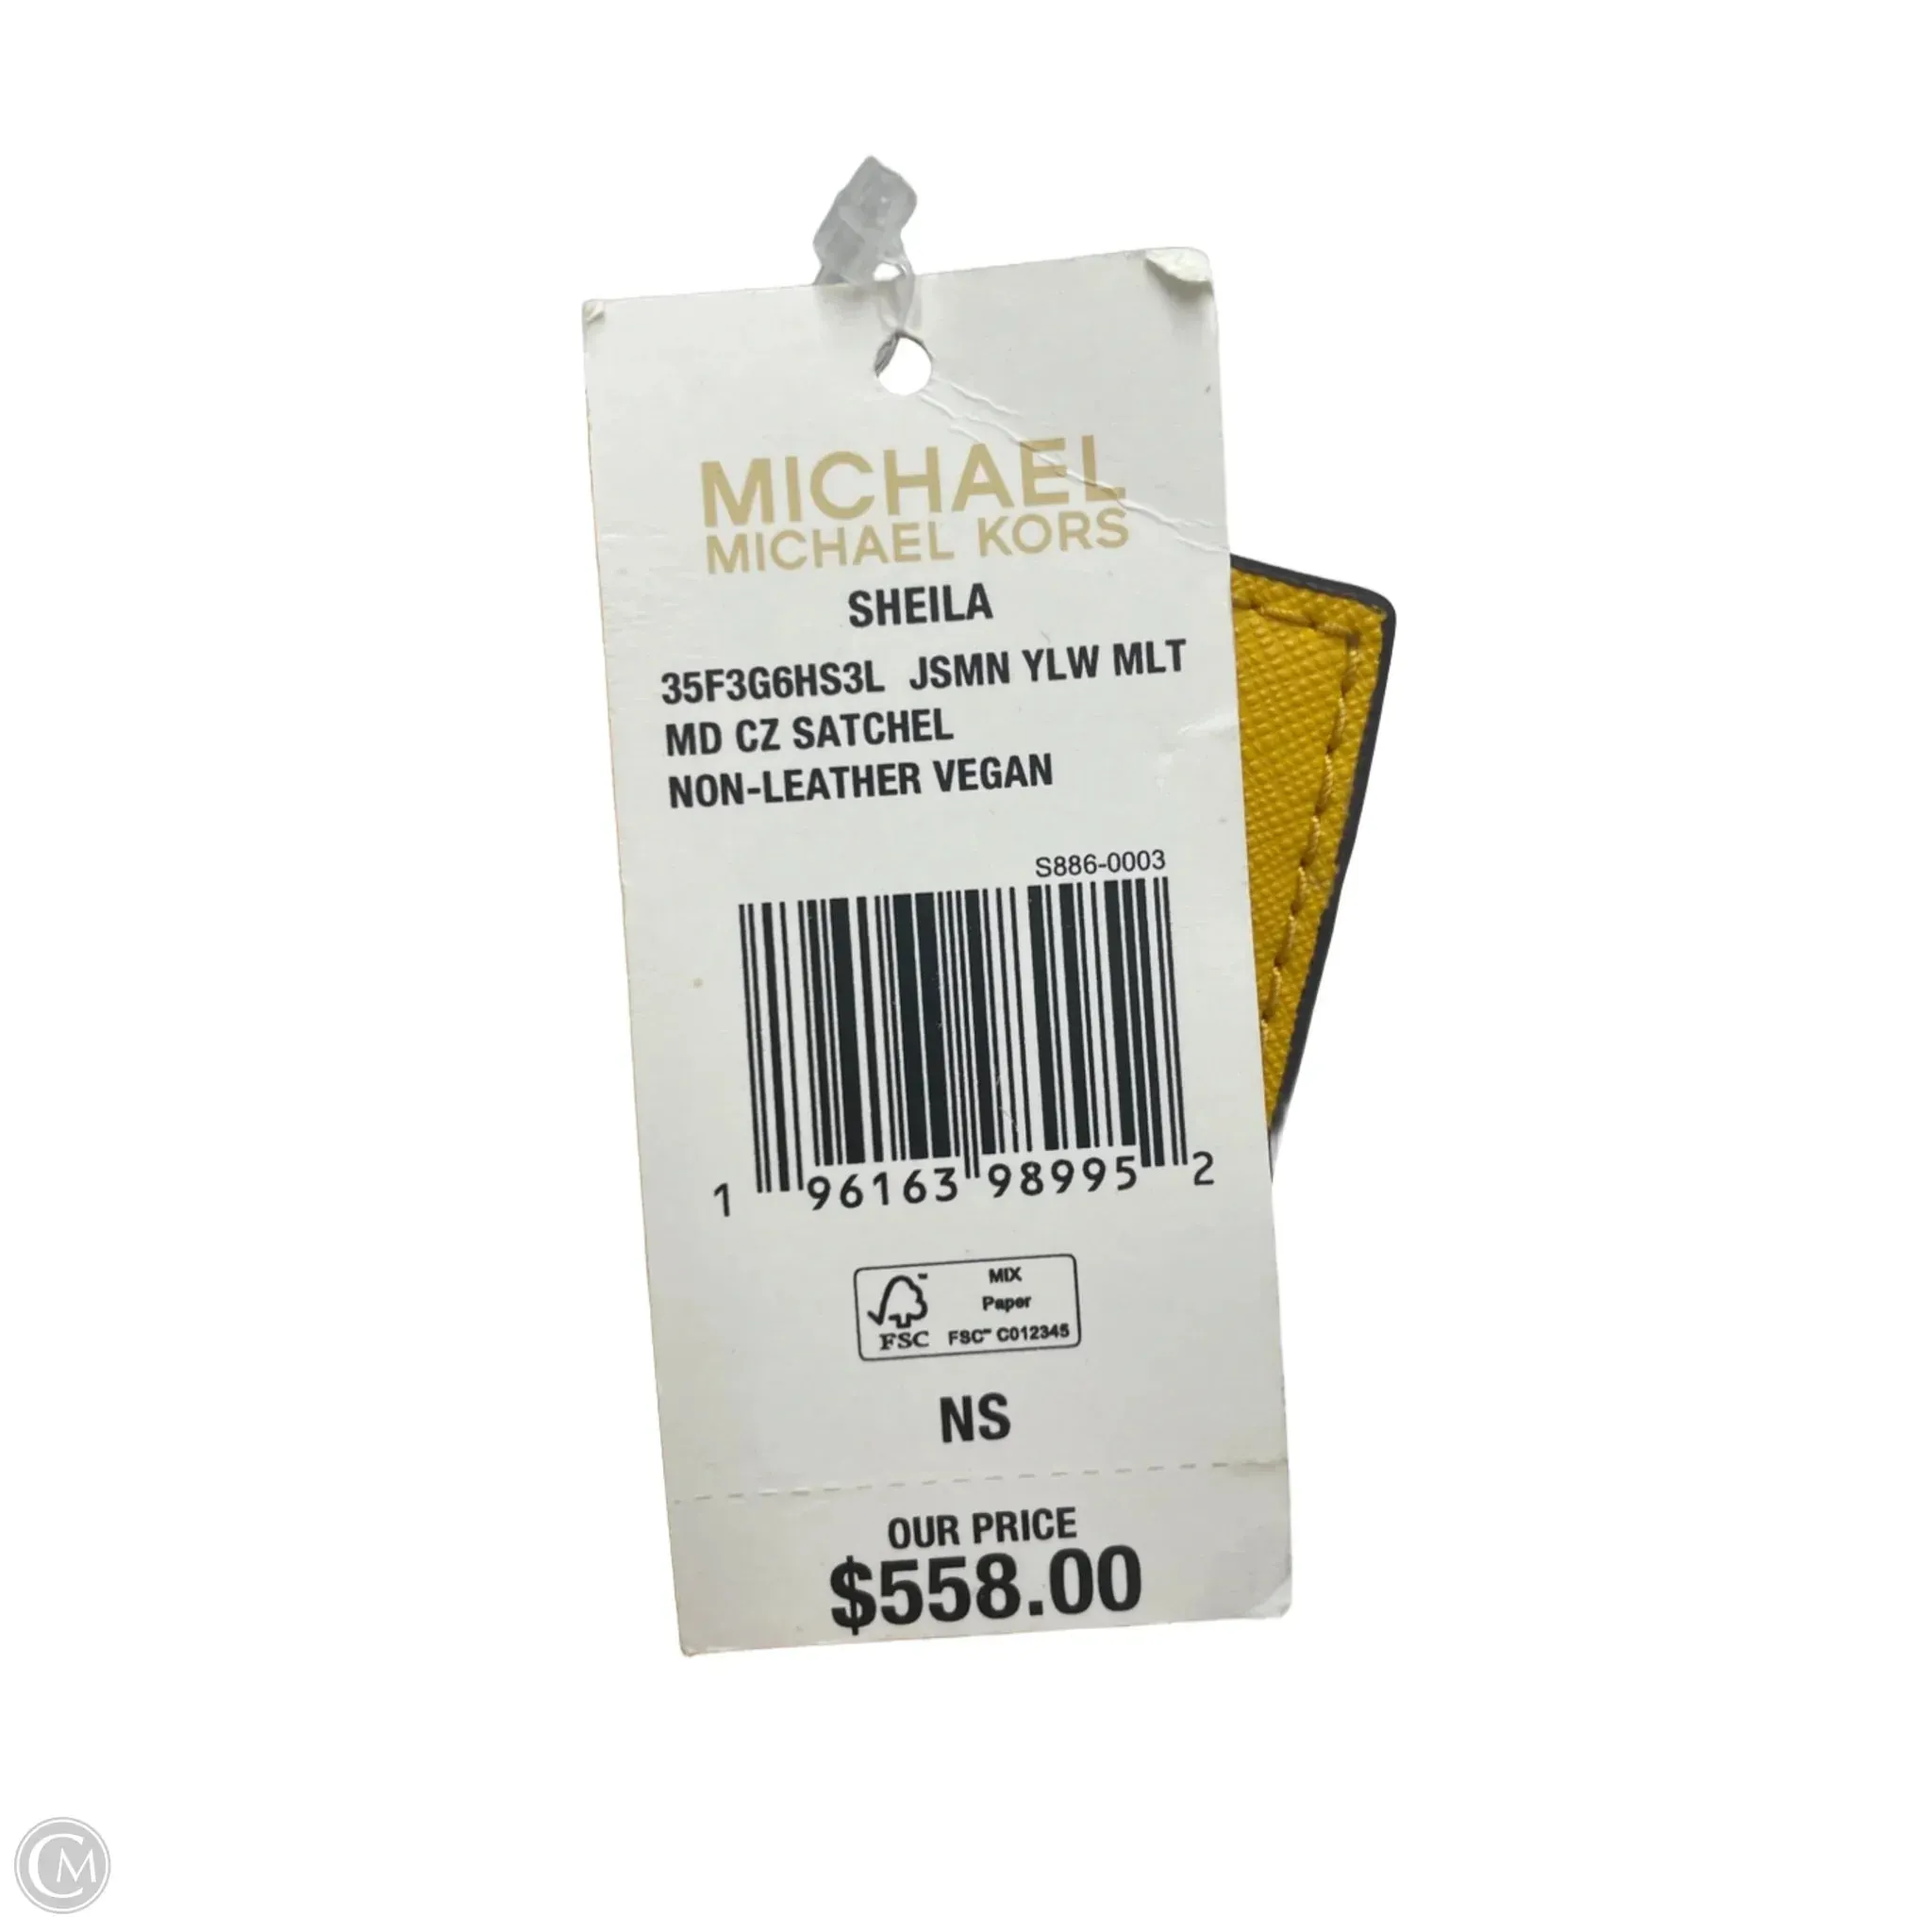 MICHAEL
MICHAEL KORS
SHEILA
35F3G6HS3L JSMN YLW MLT
MD CZ SATCHEL
NON-LEATHER VEGAN
S886-0003
1 96163 98995 2
MIX
Paper
FSC FSC™ C012345
NS
OUR PRICE
$558.00
CM